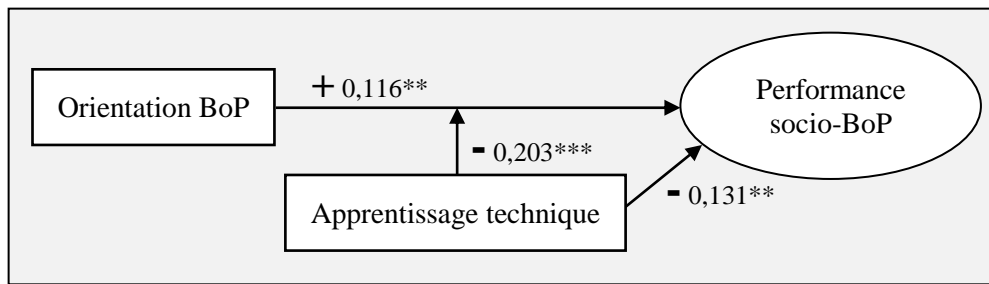 + 0,116**
Orientation BoP
Performance
socio-BoP
- 0,203***
Apprentissage technique
- 0,131**